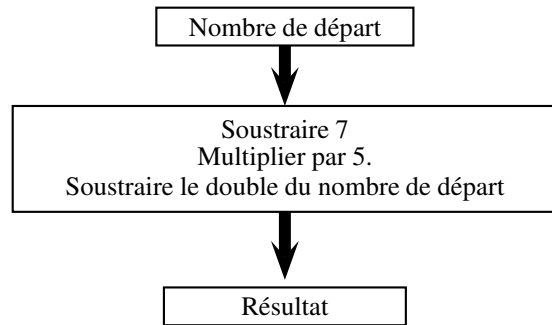 Nombre de départ
Soustraire 7
Multiplier par 5.
Soustraire le double du nombre de départ
Résultat